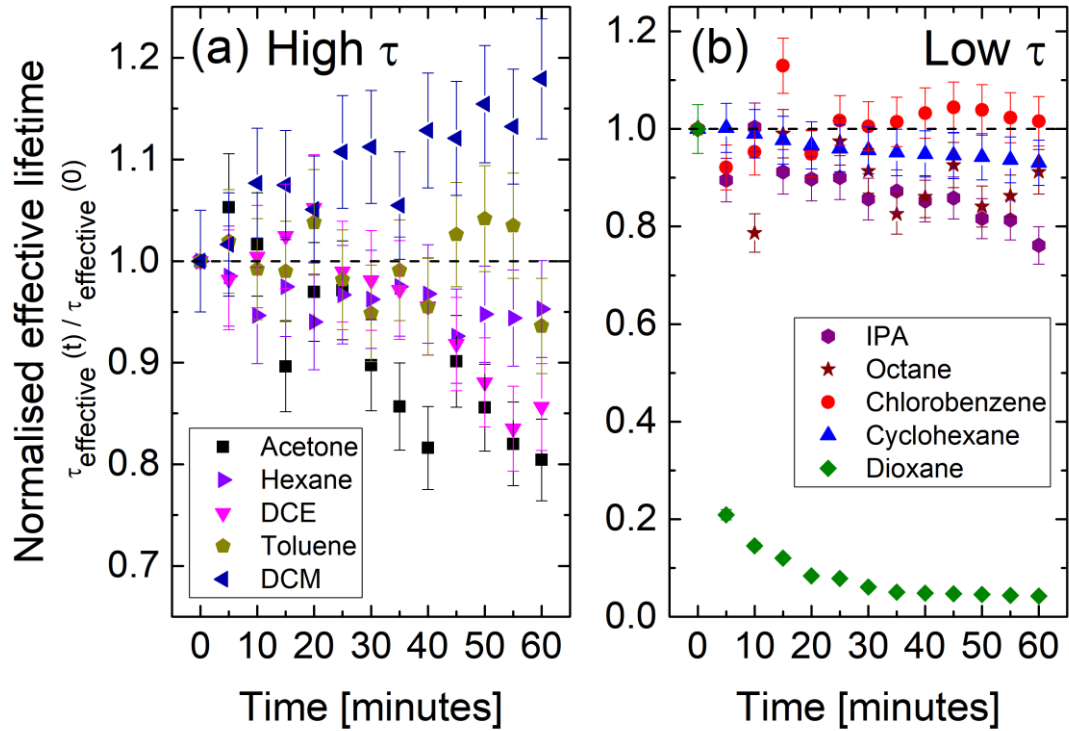 Normalised effective lifetime
τeffective (t) / τeffective (0)
(a) High τ
1.2
1.1
1.0
0.9
0.8
0.7
Acetone
Hexane
DCE
Toluene
DCM
0 10 20 30 40 50 60
Time [minutes]
(b) Low τ
1.2
1.0
0.8
0.6
0.4
0.2
0.0
IPA
Octane
Chlorobenzene
Cyclohexane
Dioxane
0 10 20 30 40 50 60
Time [minutes]